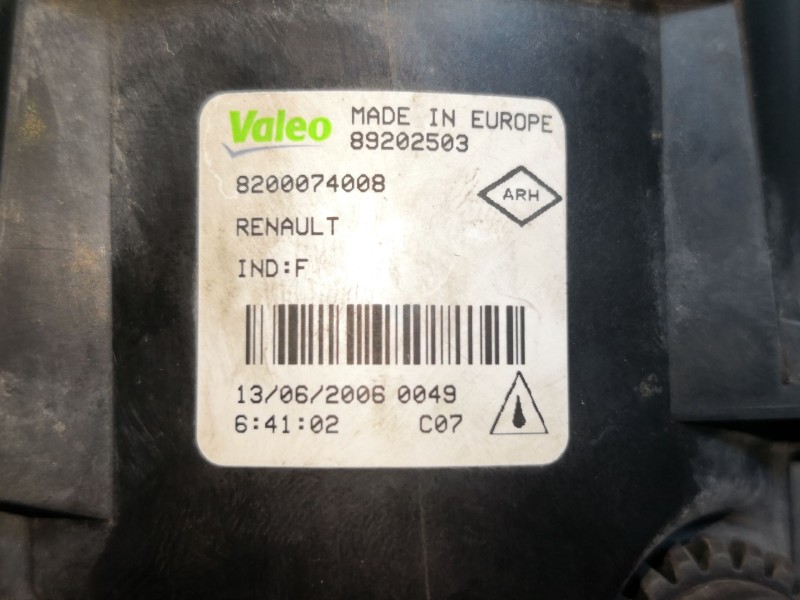 Valeo MADE IN EUROPE
89202503
8200074008
ARH
RENAULT
IND:F
13/06/2006 0049
6:41:02 C07